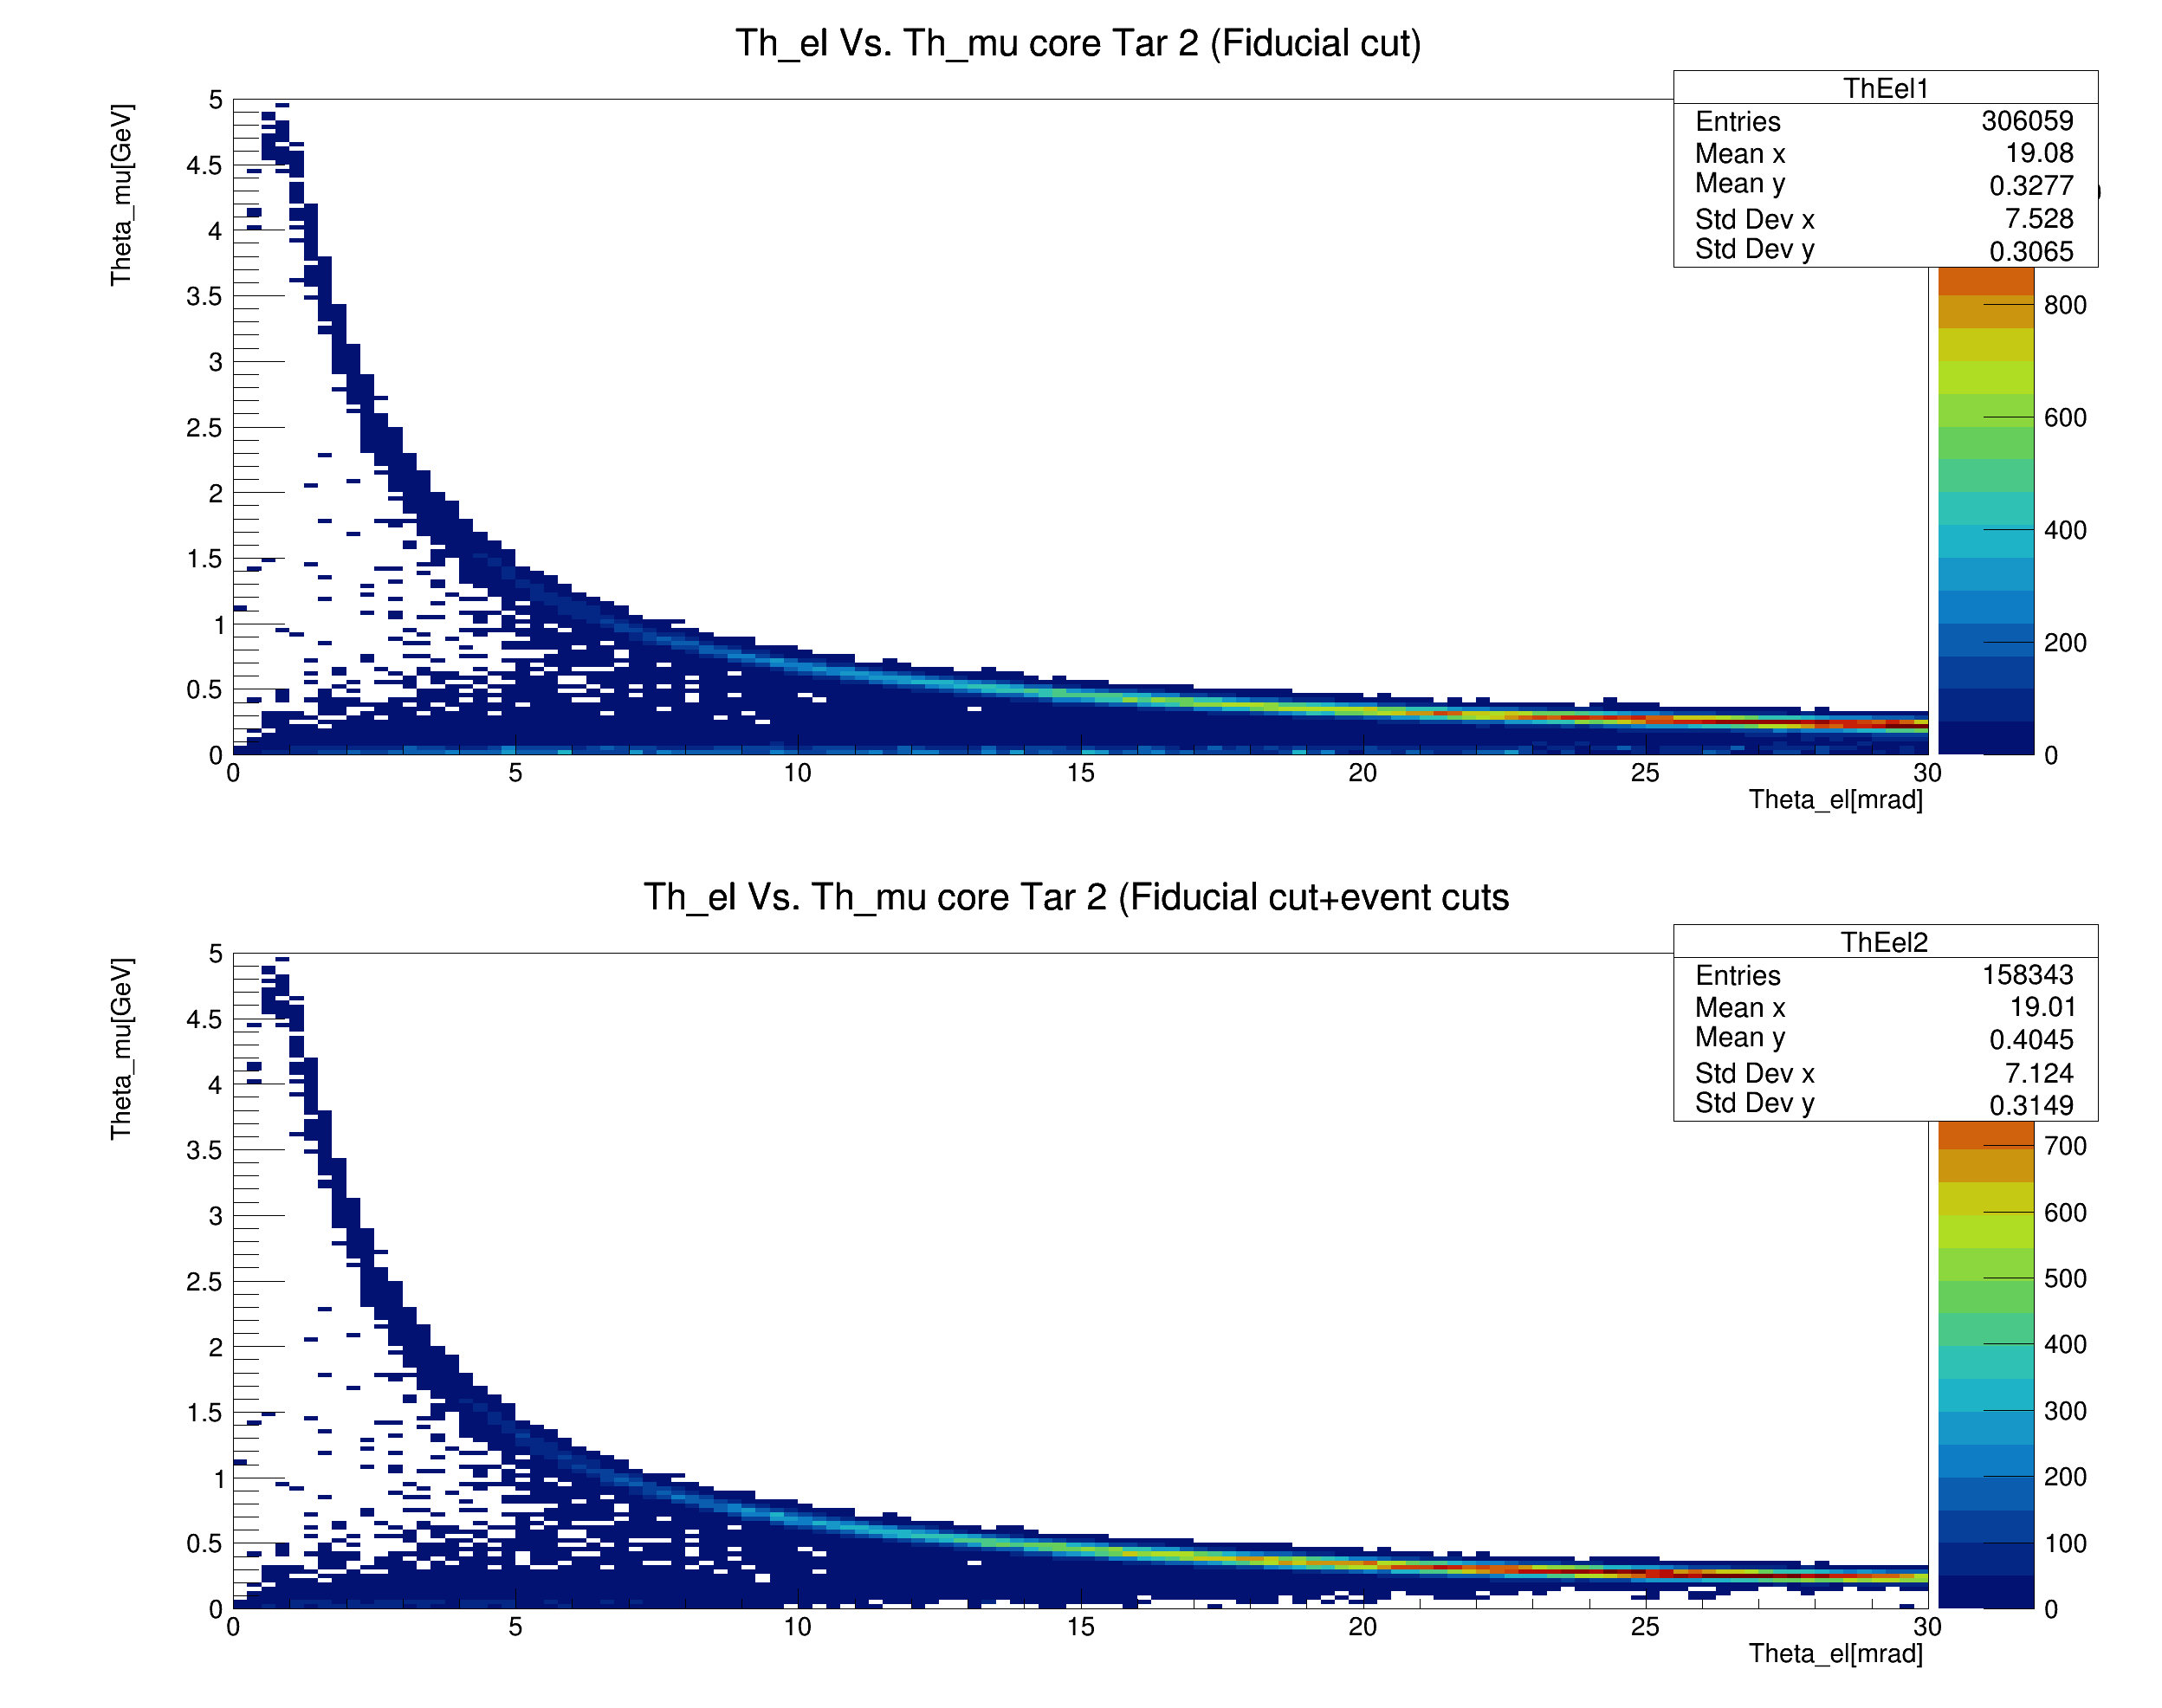 Th_el Vs. Th_mu core Tar 2 (Fiducial cut)
ThEel1
Entries 306059
Mean x 19.08
Mean y 0.3277
Std Dev x 7.528
Std Dev y 0.3065
Theta_mu[GeV]
5
4.5
4
3.5
3
2.5
2
1.5
1
0.5
0
800
600
400
200
0
0 5 10 15 20 25 30
Theta_el[mrad]
Th_el Vs. Th_mu core Tar 2 (Fiducial cut+event cuts
ThEel2
Entries 158343
Mean x 19.01
Mean y 0.4045
Std Dev x 7.124
Std Dev y 0.3149
Theta_mu[GeV]
5
4.5
4
3.5
3
2.5
2
1.5
1
0.5
0
700
600
500
400
300
200
100
0
0 5 10 15 20 25 30
Theta_el[mrad]